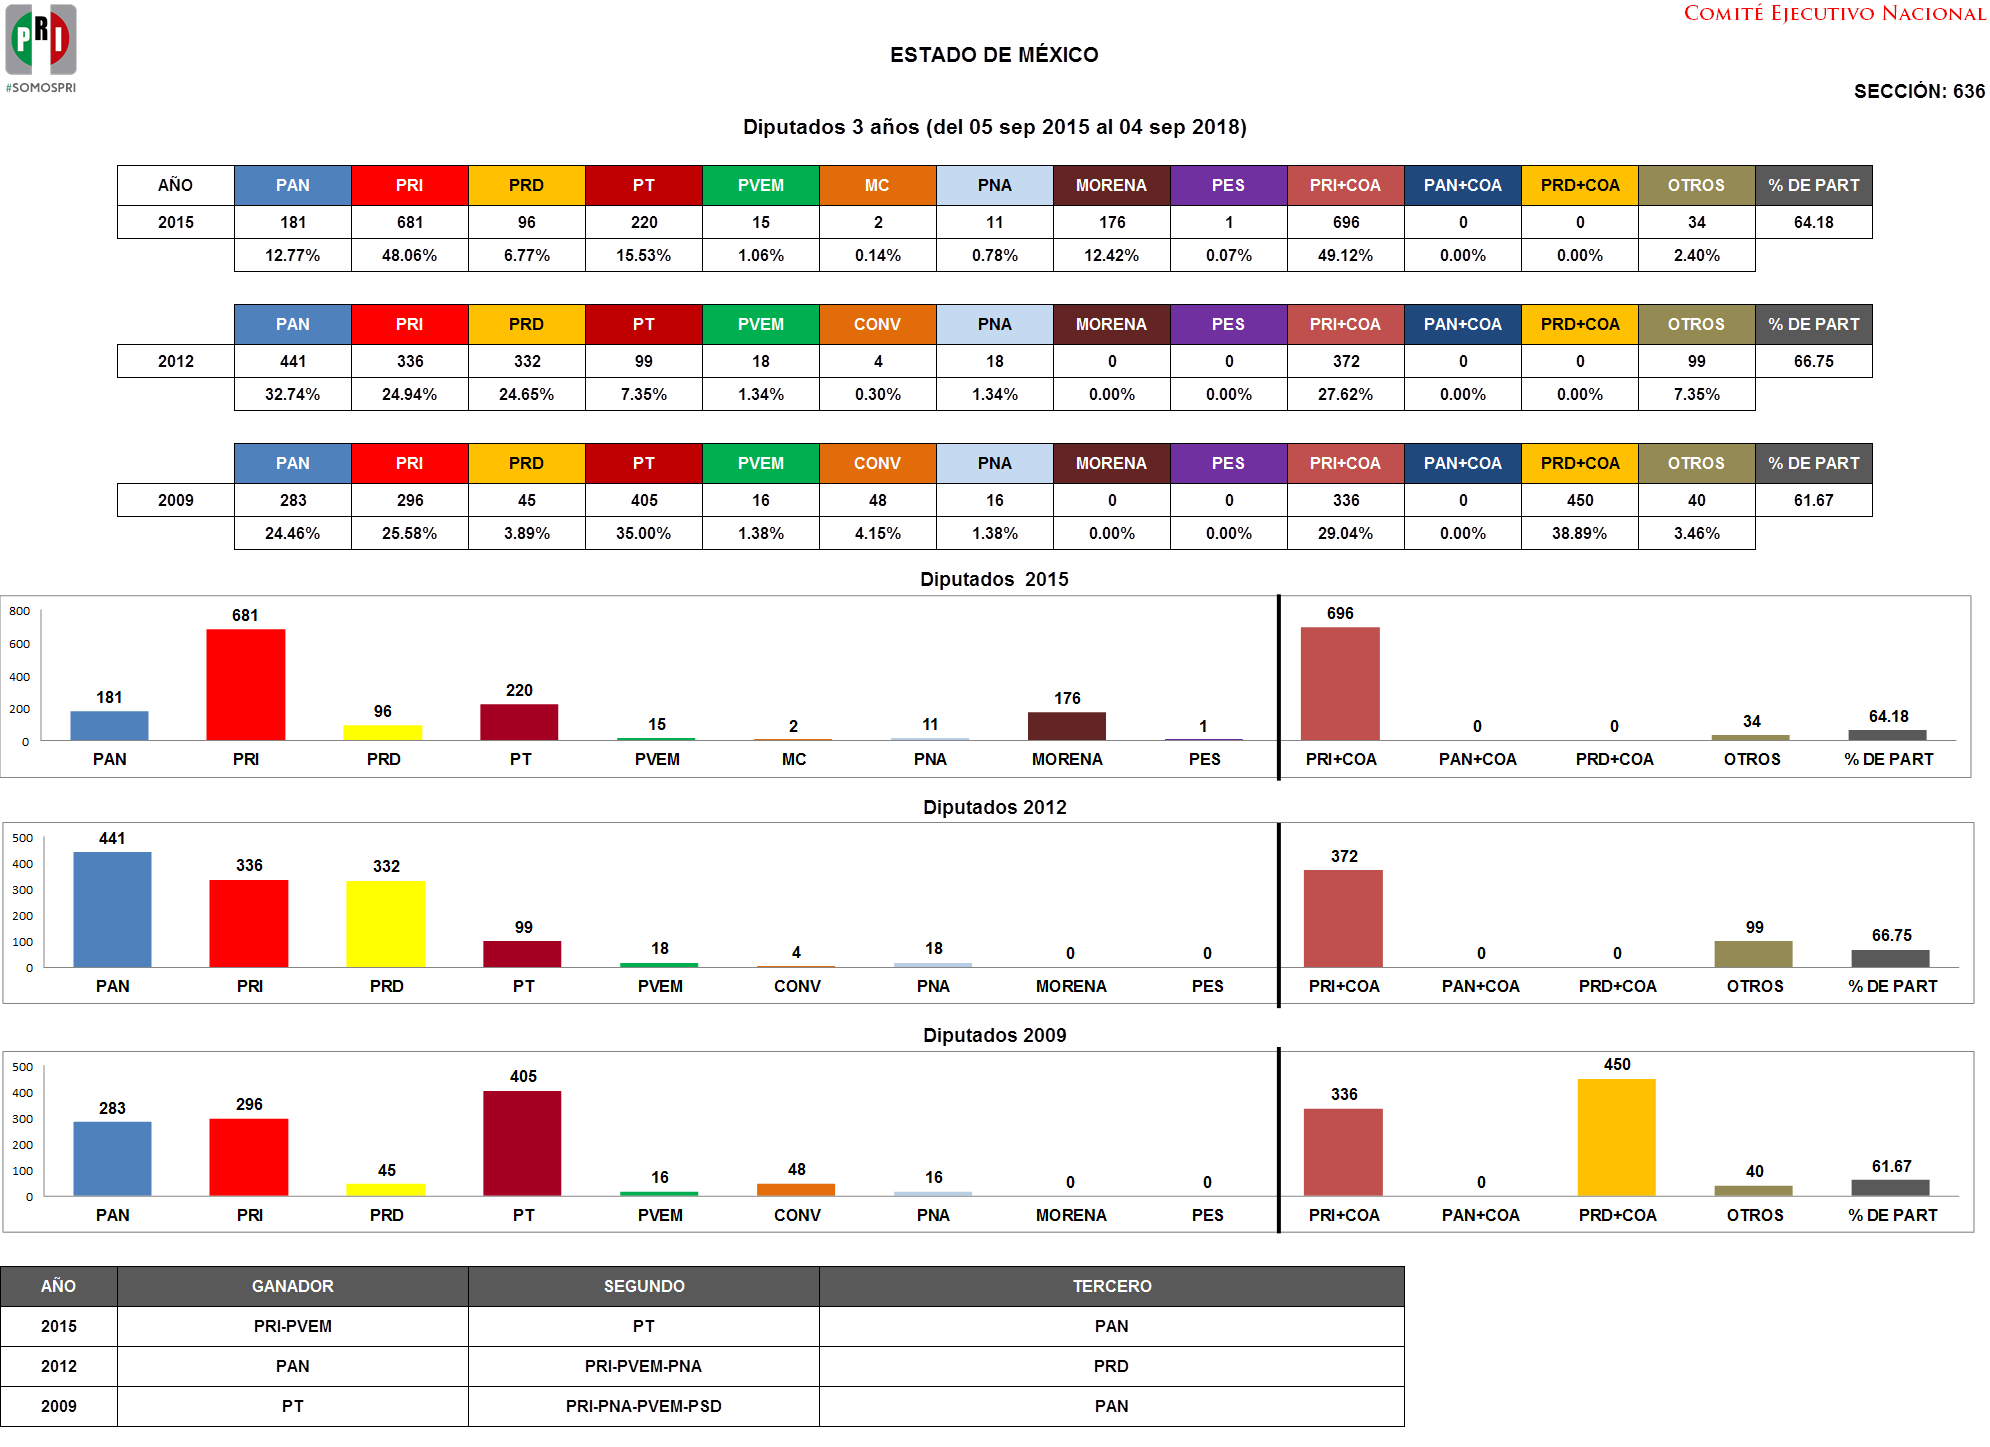 PRI
#SOMOSPRI
COMITÉ EJECUTIVO NACIONAL
ESTADO DE MÉXICO
SECCIÓN: 636
Diputados 3 años (del 05 sep 2015 al 04 sep 2018)
AÑO PAN PRI PRD PT PVEM MC PNA MORENA PES PRI+COA PAN+COA PRD+COA OTROS % DE PART
2015 181 681 96 220 15 2 11 176 1 696 0 0 34 64.18
12.77% 48.06% 6.77% 15.53% 1.06% 0.14% 0.78% 12.42% 0.07% 49.12% 0.00% 0.00% 2.40%
PAN PRI PRD PT PVEM CONV PNA MORENA PES PRI+COA PAN+COA PRD+COA OTROS % DE PART
2012 441 336 332 99 18 4 18 0 0 372 0 0 99 66.75
32.74% 24.94% 24.65% 7.35% 1.34% 0.30% 1.34% 0.00% 0.00% 27.62% 0.00% 0.00% 7.35%
PAN PRI PRD PT PVEM CONV PNA MORENA PES PRI+COA PAN+COA PRD+COA OTROS % DE PART
2009 283 296 45 405 16 48 16 0 0 336 0 450 40 61.67
24.46% 25.58% 3.89% 35.00% 1.38% 4.15% 1.38% 0.00% 0.00% 29.04% 0.00% 38.89% 3.46%
Diputados 2015
800
600
400
200
0
181 681 96 220 15 2 11 176 1 696 0 0 34 64.18
PAN PRI PRD PT PVEM MC PNA MORENA PES PRI+COA PAN+COA PRD+COA OTROS % DE PART
Diputados 2012
500
400
300
200
100
0
441 336 332 99 18 4 18 0 0 372 0 0 99 66.75
PAN PRI PRD PT PVEM CONV PNA MORENA PES PRI+COA PAN+COA PRD+COA OTROS % DE PART
Diputados 2009
500
400
300
200
100
0
283 296 45 405 16 48 16 0 0 336 0 450 40 61.67
PAN PRI PRD PT PVEM CONV PNA MORENA PES PRI+COA PAN+COA PRD+COA OTROS % DE PART
AÑO GANADOR SEGUNDO TERCERO
2015 PRI-PVEM PT PAN
2012 PAN PRI-PVEM-PNA PRD
2009 PT PRI-PNA-PVEM-PSD PAN